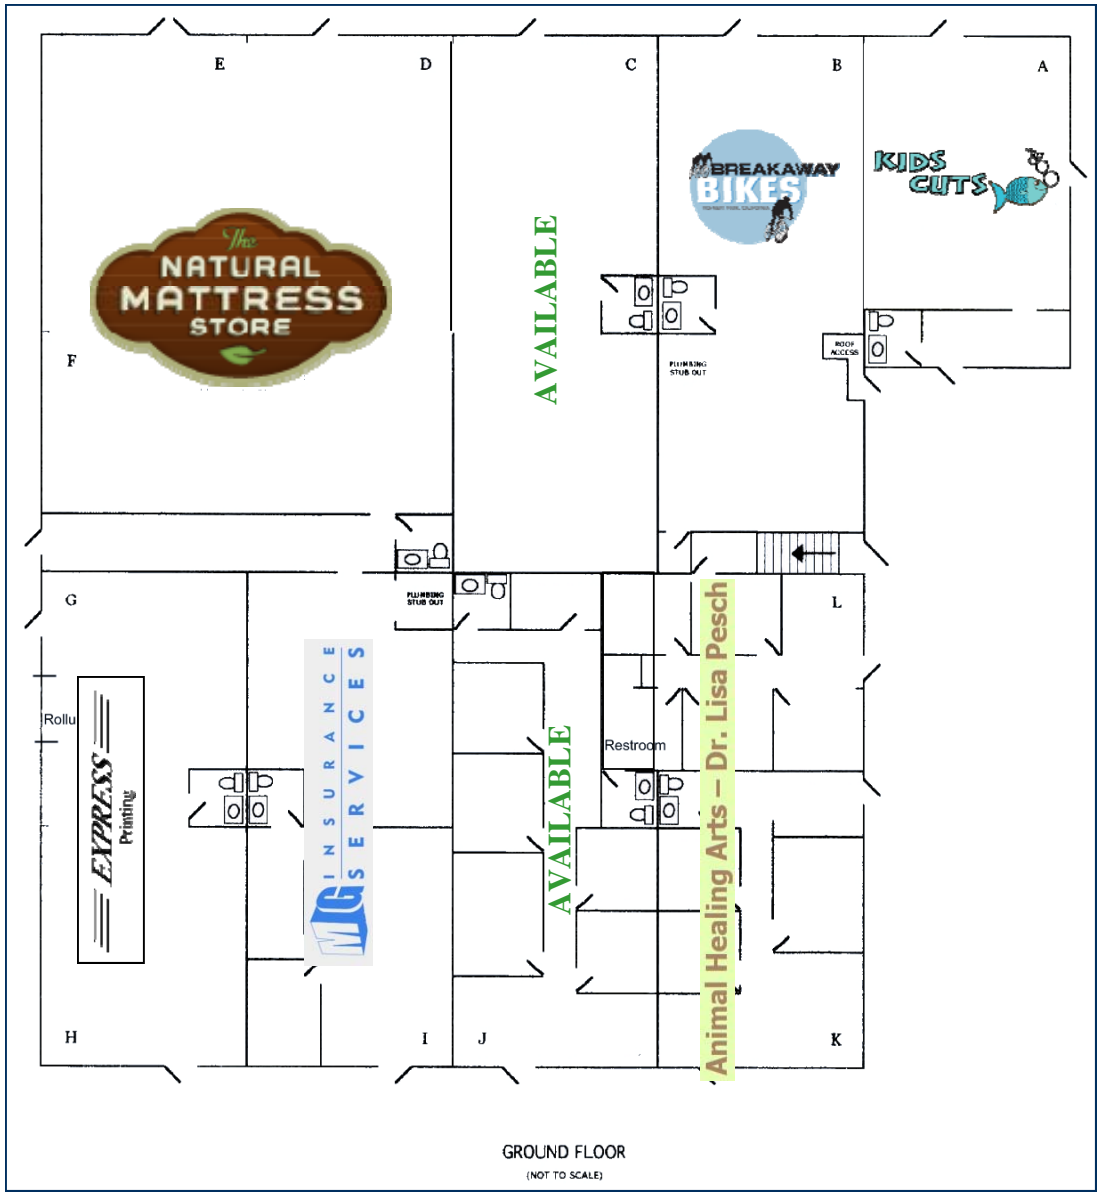 E
D
C
B
A
The
NATURAL
MATTRESS
STORE
BREAKAWAY
BIKES
KIDS
CUTS
AVAILABLE
F
PLUMBING
STUB OUT
ROOF
ACCESS
PLUMBING
STUB OUT
G
L
Rollu
EXPRESS
Printing
INSURANCE
SERVICES
MIG
AVAILABLE
Restroom
Animal Healing Arts – Dr. Lisa Pesch
H
I
J
K
GROUND FLOOR
(NOT TO SCALE)